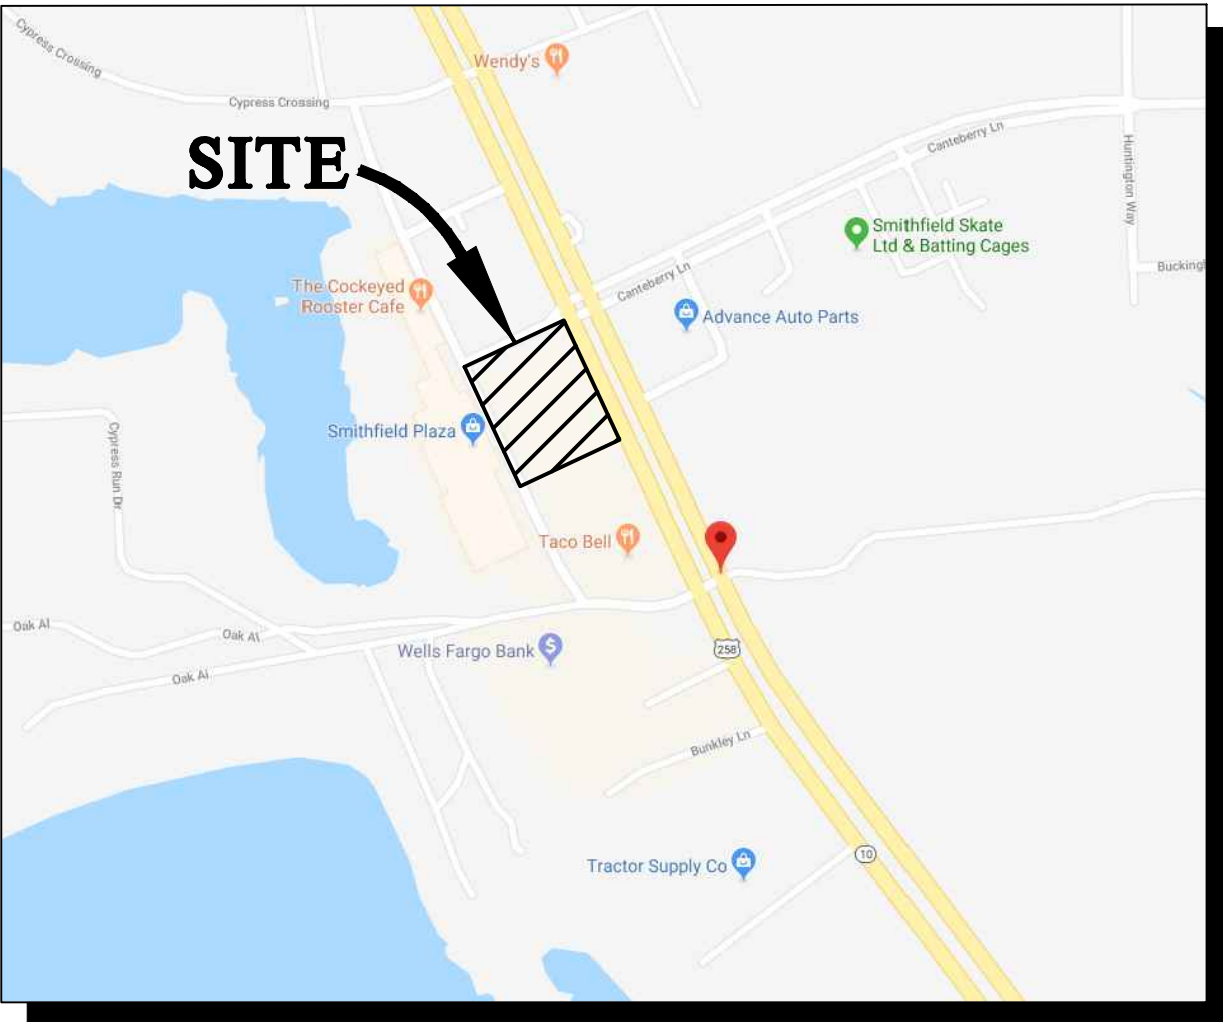 Cypress Crossing
Wendy's
Cypress Crossing
Canteberry Ln
SITE
Huntington Way
Smithfield Skate
Ltd & Batting Cages
Canteberry Ln
Bucking
The Cockeyed
Rooster Cafe
Advance Auto Parts
Smithfield Plaza
Cypress Run Dr
Taco Bell
Oak Al
Oak Al
Wells Fargo Bank
$
258
Oak Al
Bunkley Ln
10
Tractor Supply Co